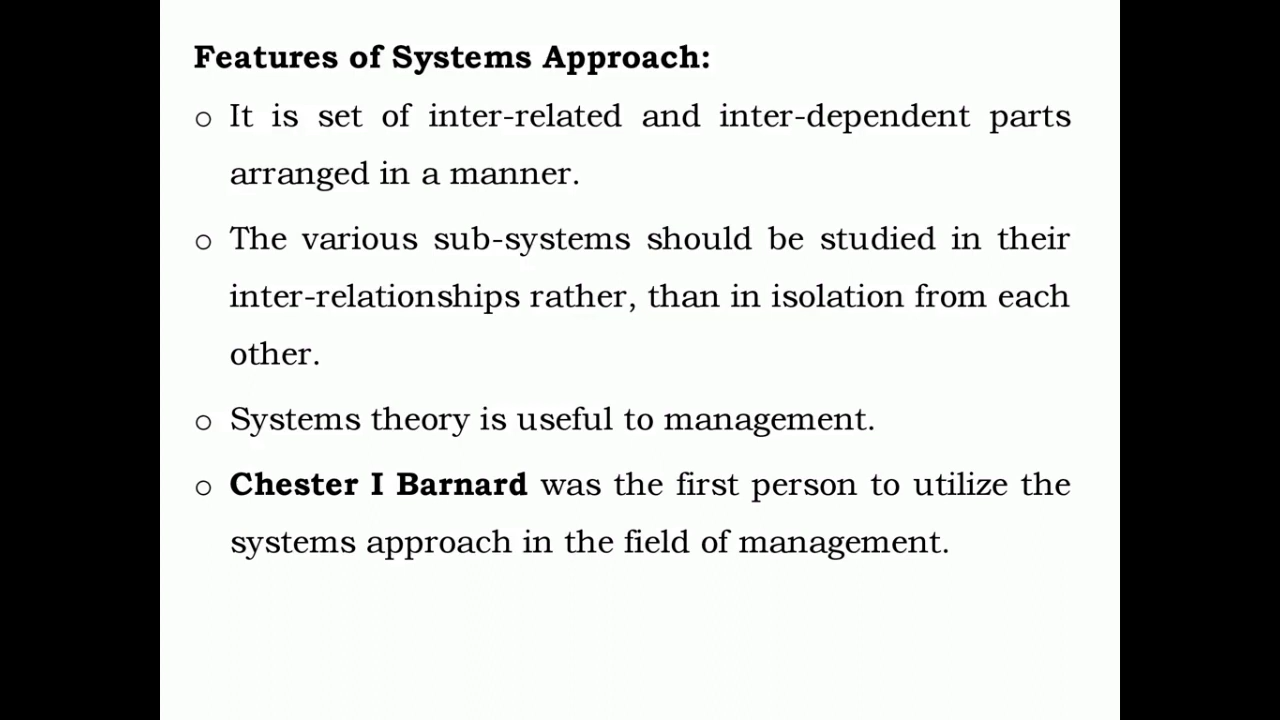 Features of Systems Approach:
o It is set of inter-related and inter-dependent parts
arranged in a manner.
o The various sub-systems should be studied in their
inter-relationships rather, than in isolation from each
other.
o Systems theory is useful to management.
o Chester I Barnard was the first person to utilize the
systems approach in the field of management.